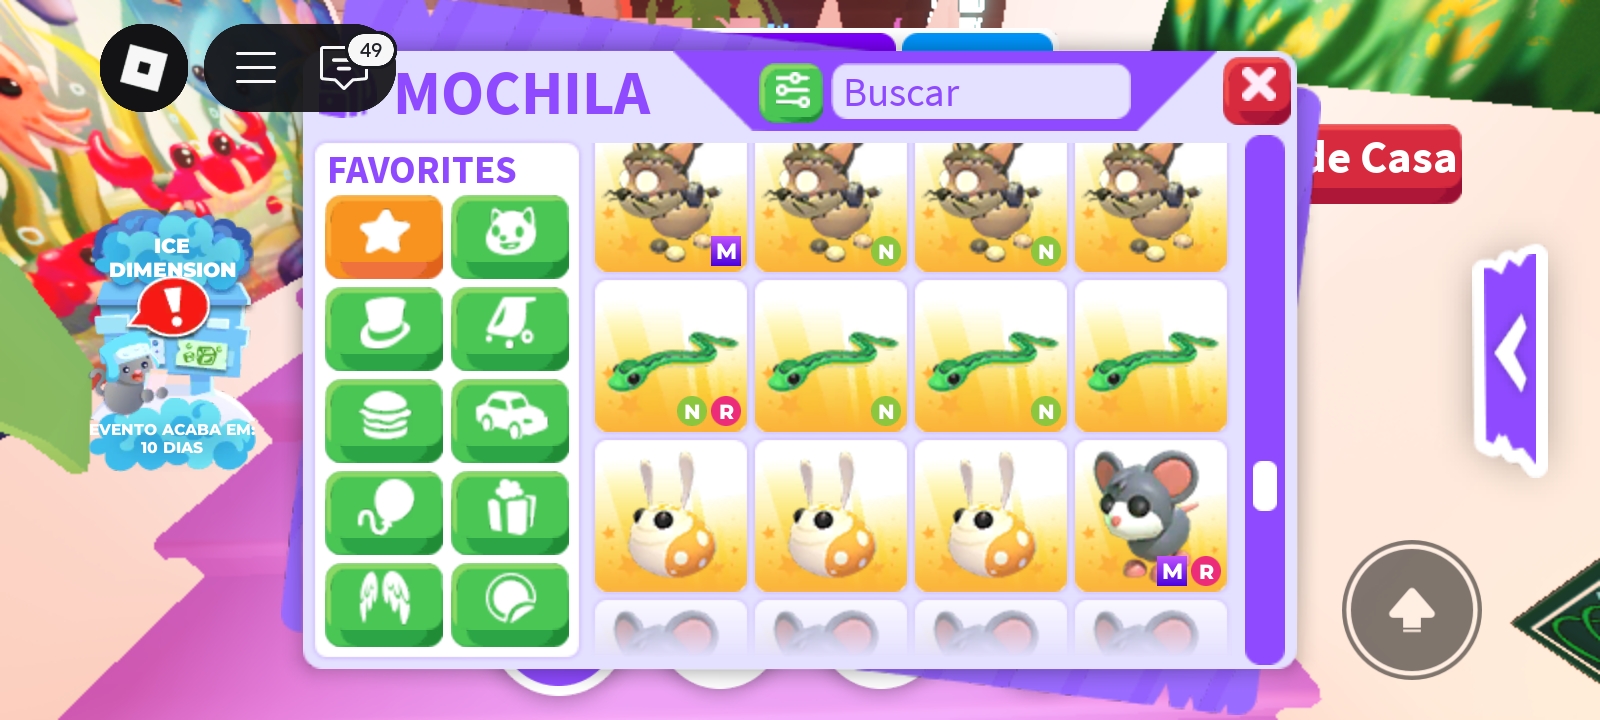 49
MOCHILA
Buscar
de Casa
FAVORITES
ICE
DIMENSION
!
EVENTO ACABA EM:
10 DIAS
M
N
N
N R
N
N
M R